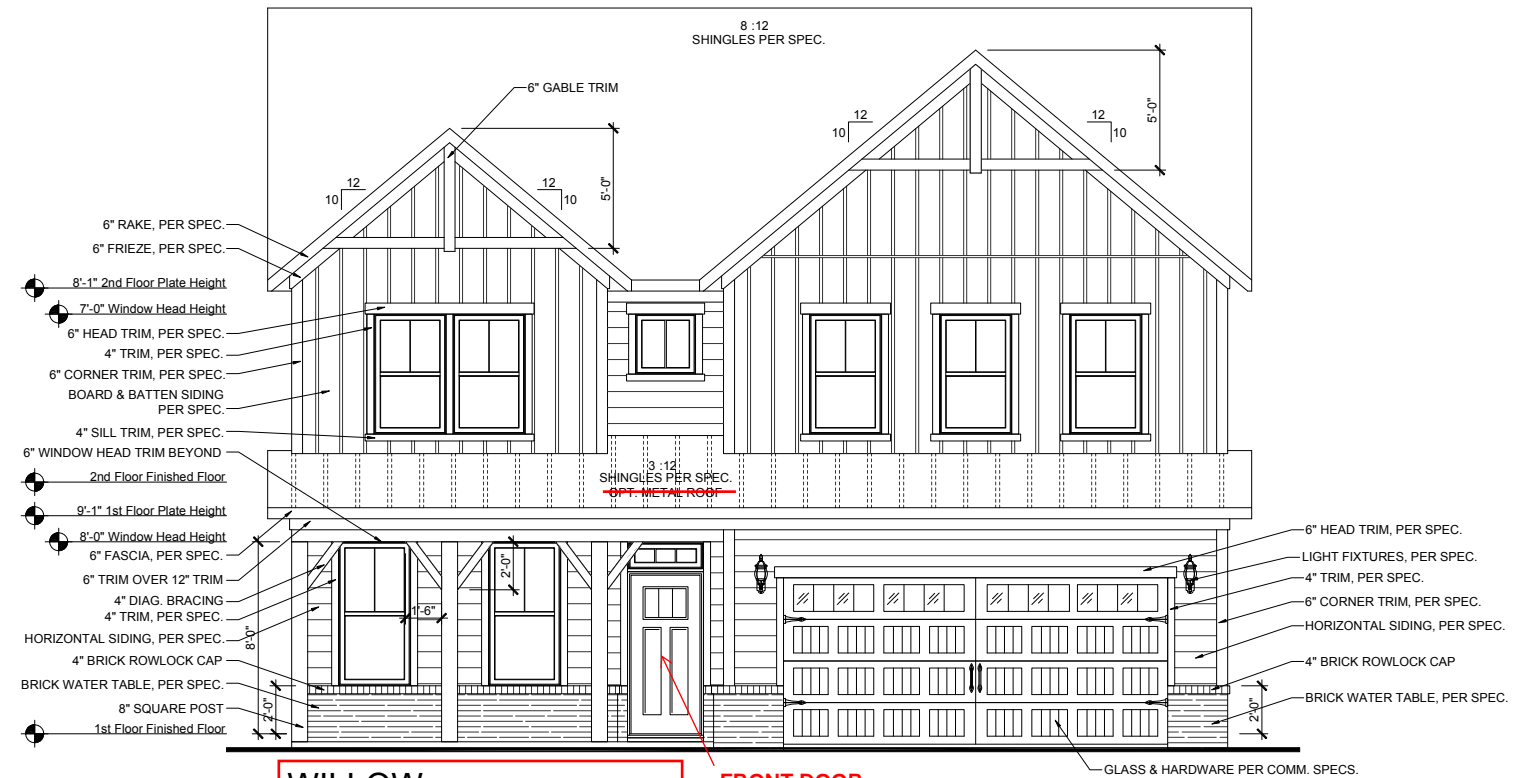 8 :12
SHINGLES PER SPEC.
6" GABLE TRIM
12
10
12
10
5'-0"
12
10
12
10
5'-0"
6" RAKE, PER SPEC.
6" FRIEZE, PER SPEC.
8'-1" 2nd Floor Plate Height
7'-0" Window Head Height
6" HEAD TRIM, PER SPEC.
4" TRIM, PER SPEC.
6" CORNER TRIM, PER SPEC.
BOARD & BATTEN SIDING
PER SPEC.
4" SILL TRIM, PER SPEC.
6" WINDOW HEAD TRIM BEYOND
2nd Floor Finished Floor
9'-1" 1st Floor Plate Height
8'-0" Window Head Height
6" FASCIA, PER SPEC.
6" TRIM OVER 12" TRIM
4" DIAG. BRACING
4" TRIM, PER SPEC.
HORIZONTAL SIDING, PER SPEC.
4" BRICK ROWLOCK CAP
BRICK WATER TABLE, PER SPEC.
8" SQUARE POST
1st Floor Finished Floor
3 :12
SHINGLES PER SPEC.
OPT. METAL ROOF
8'-0"
2'-0"
1'-6"
2'-0"
6" HEAD TRIM, PER SPEC.
LIGHT FIXTURES, PER SPEC.
4" TRIM, PER SPEC.
6" CORNER TRIM, PER SPEC.
HORIZONTAL SIDING, PER SPEC.
4" BRICK ROWLOCK CAP
BRICK WATER TABLE, PER SPEC.
2'-0"
GLASS & HARDWARE PER COMM. SPECS.
WILLOW
FRONT DOOR